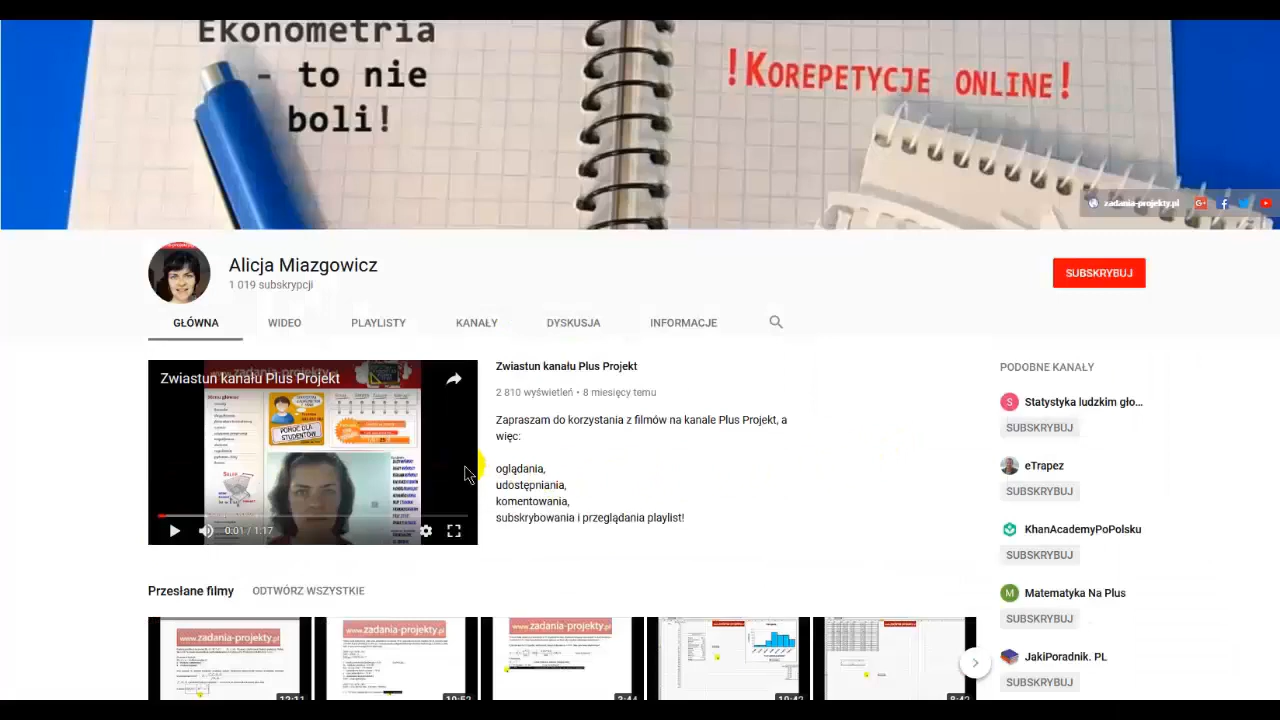 Ekonometria
- to nie
boli!
!KOREPETYCJE ONLINE!
zadania-projekty.pl
Alicja Miazgowicz
1 019 subskrypcji
SUBSKRYBUJ
GŁÓWNA WIDEO PLAYLISTY KANAŁY DYSKUSJA INFORMACJE
Zwiastun kanału Plus Projekt
www.zadania-projekty.pl
POMOC DLA
STUDENTÓW
0:01 / 1:17
Zwiastun kanału Plus Projekt
2 810 wyświetleń • 8 miesięcy temu
Zapraszam do korzystania z filmów na kanale Plus Projekt, a
więc:
oglądania,
udostępniania,
komentowania,
subskrybowania i przeglądania playlist!
PODOBNE KANAŁY
Statystyka ludzkim gło...
SUBSKRYBUJ
eTrapez
SUBSKRYBUJ
KhanAcademyPoPolsku
SUBSKRYBUJ
M
Matematyka Na Plus
SUBSKRYBUJ
JakiPoradnik. PL
SUBSKRYBUJ
Przesłane filmy ODTWÓRZ WSZYSTKIE
www.zadania-projekty.pl
www.zadania-projekty.pl
www.zadania-projekty.pl